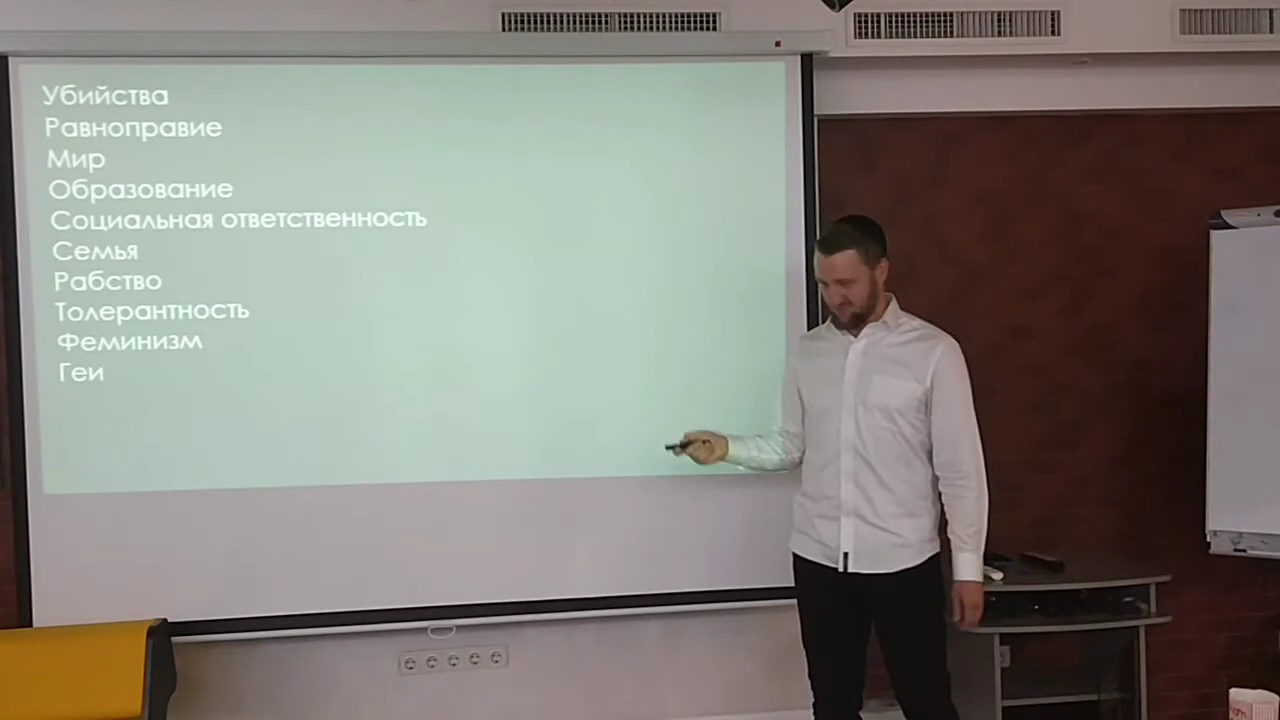 Убийства
Равноправие
Мир
Образование
Социальная ответственность
Семья
Рабство
Толерантность
Феминизм
Геи